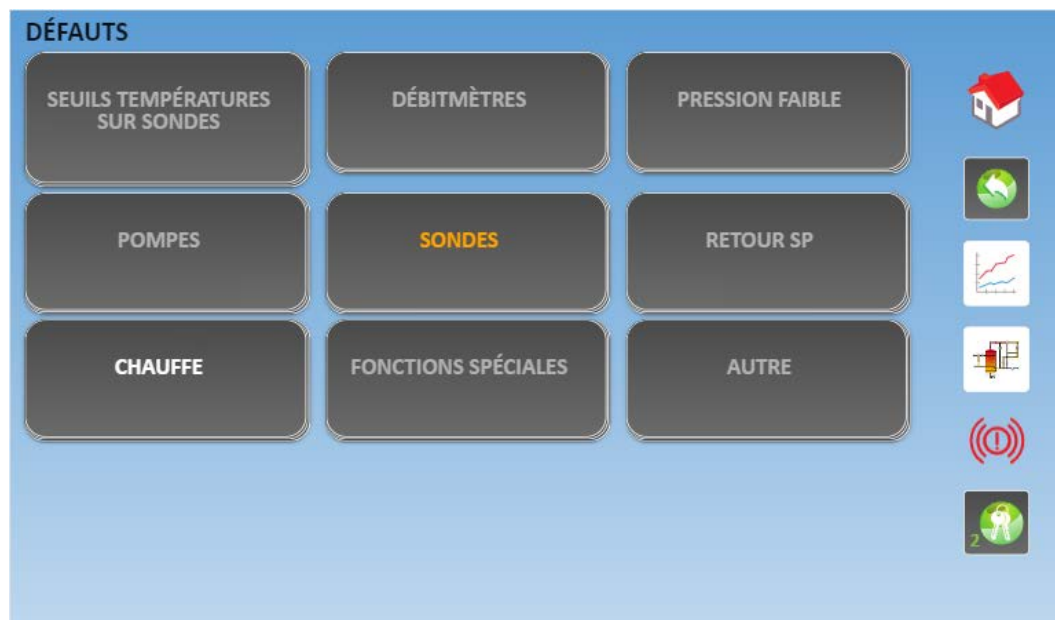 DÉFAUTS
SEUILS TEMPÉRATURES
SUR SONDES
DÉBITMÈTRES
PRESSION FAIBLE
POMPES
SONDES
RETOUR SP
CHAUFFE
FONCTIONS SPÉCIALES
AUTRE
2